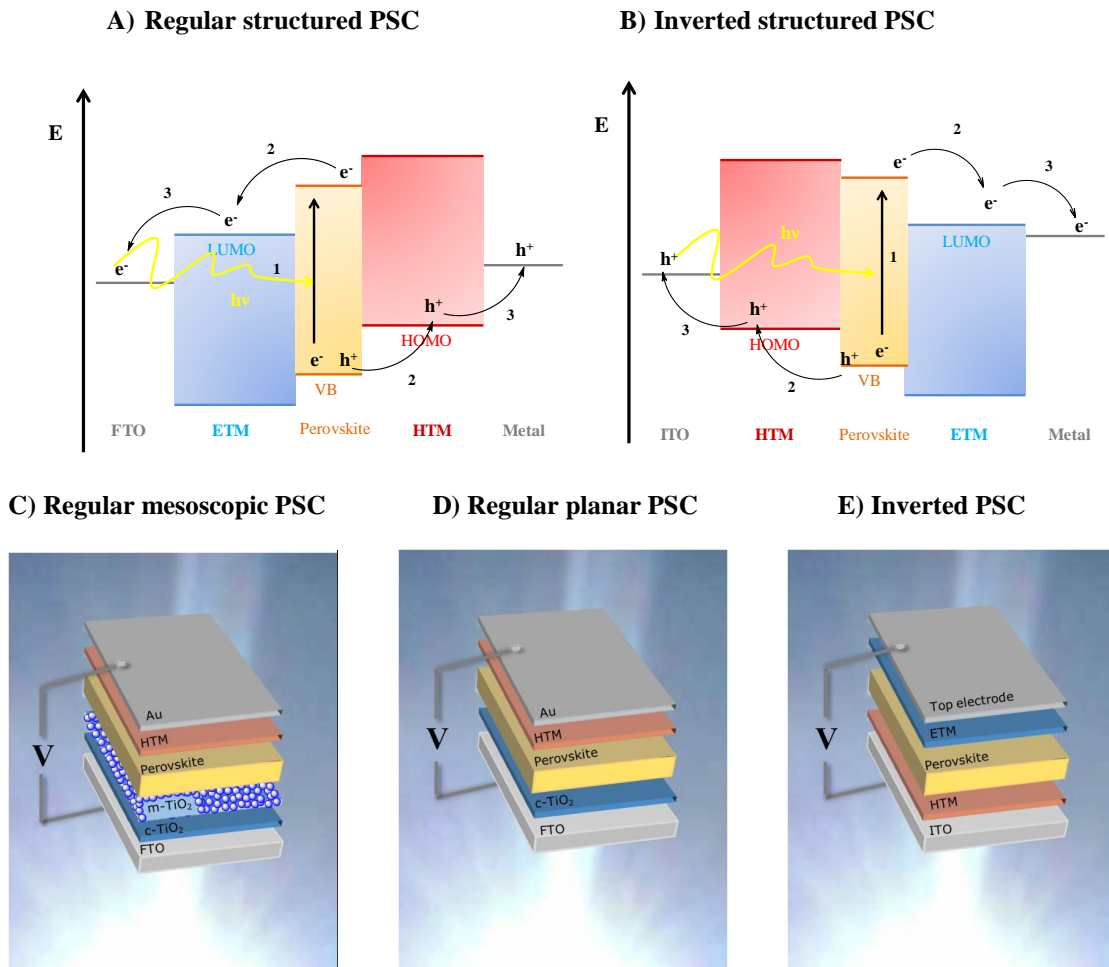 A) Regular structured PSC
B) Inverted structured PSC
E
2
e-
3
e-
LUMO
e-
1
hν
h+
h+
3
HOMO
e-
h+
2
VB
FTO
ETM
Perovskite
HTM
Metal
E
2
e-
3
e-
e-
LUMO
hν
h+
1
h+
3
HOMO
h+
e-
2
VB
ITO
HTM
Perovskite
ETM
Metal
C) Regular mesoscopic PSC
D) Regular planar PSC
E) Inverted PSC
V
Au
HTM
Perovskite
m-TiO2
c-TiO2
FTO
V
Au
HTM
Perovskite
c-TiO2
FTO
V
Top electrode
ETM
Perovskite
HTM
ITO